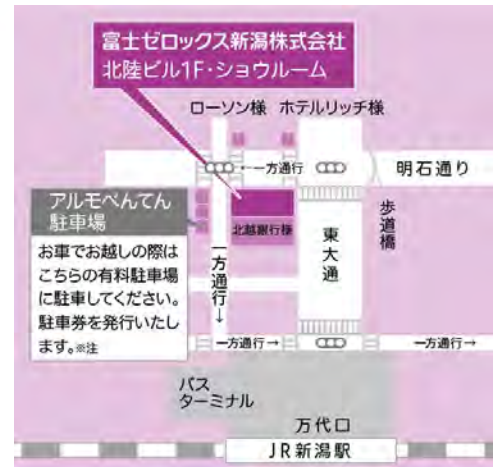 富士ゼロックス新潟株式会社
北陸ビル1F・ショウルーム
ローソン様 ホテルリッチ様
・一方通行
明石通り
アルモべんてん
駐車場
お車でお越しの際は
こちらの有料駐車場
に駐車してください。
駐車券を発行いたし
ます。※注
北越銀行様
一方通行→
東大通
歩道橋
一方通行→
一方通行→
バス
ターミナル
万代口
JR新潟駅